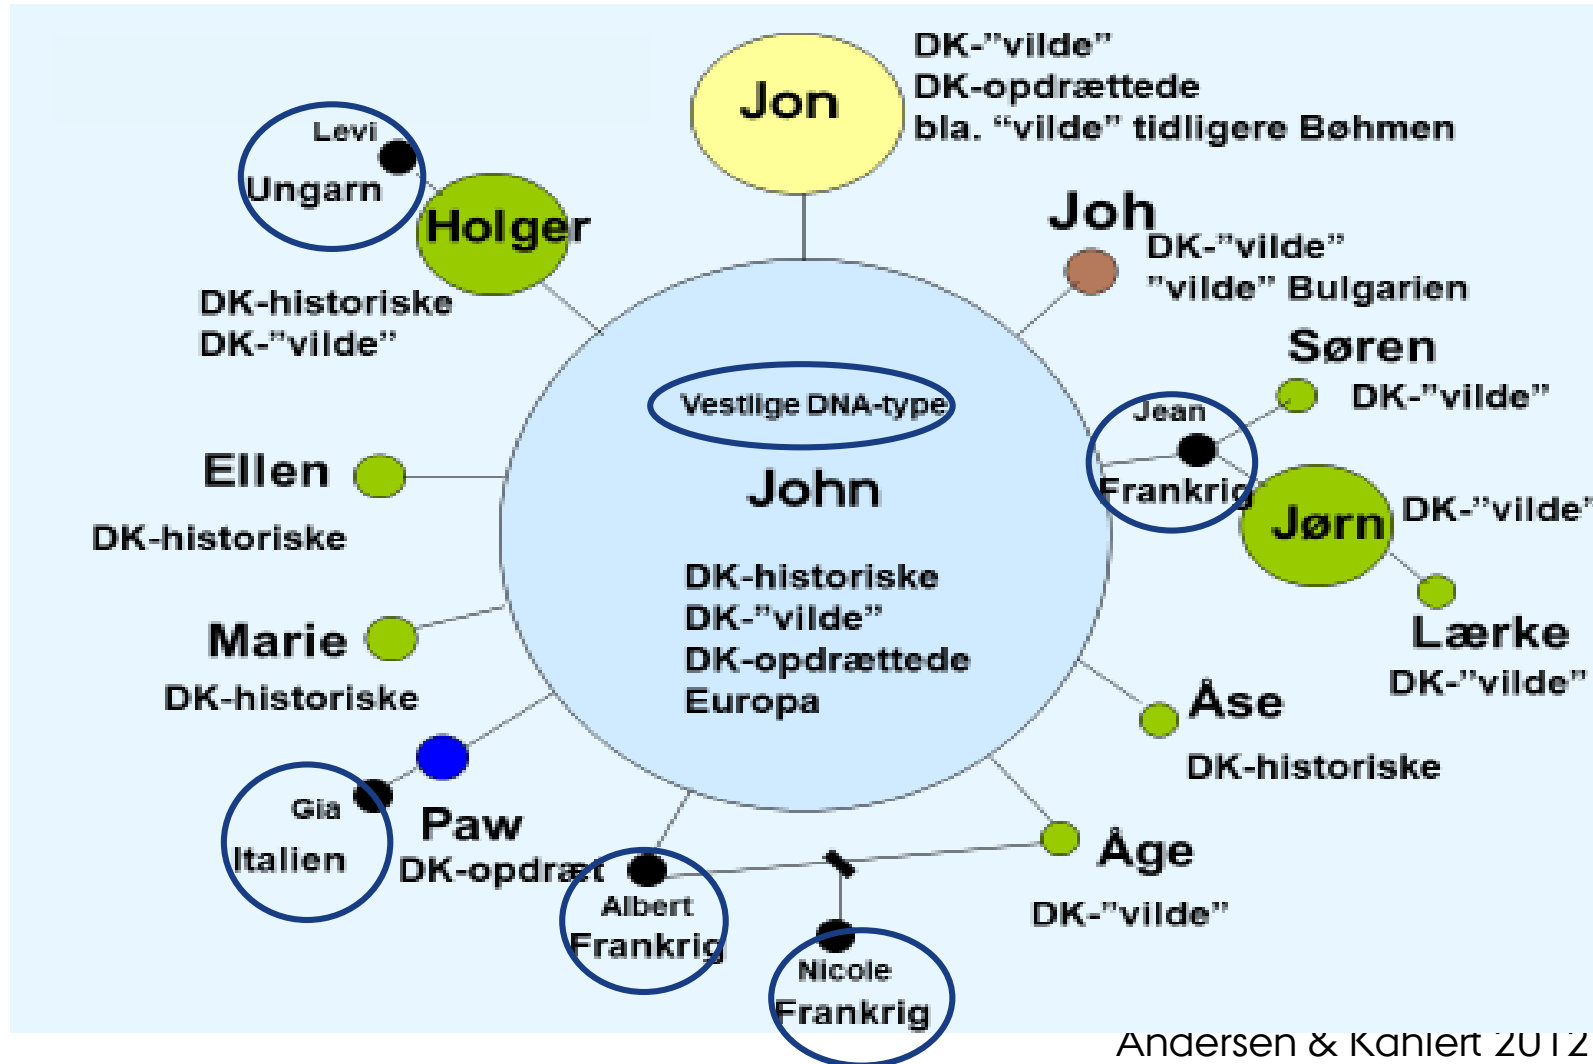 Jon
DK-”vilde”
DK-opdrættede
bla. “vilde” tidligere Bøhmen
Levi
Ungarn
Holger
DK-historiske
DK-”vilde”
Joh
DK-”vilde”
”vilde” Bulgarien
Søren
DK-”vilde”
Jean
Frankrig
Jørn
DK-”vilde”
Lærke
DK-”vilde”
Vestlige DNA-type
John
DK-historiske
DK-”vilde”
DK-opdrættede
Europa
Ellen
DK-historiske
Marie
DK-historiske
Åse
DK-historiske
Gia
Italien
Paw
DK-opdræt
Albert
Frankrig
Nicole
Frankrig
Åge
DK-”vilde”
Andersen & Kahlert 2012